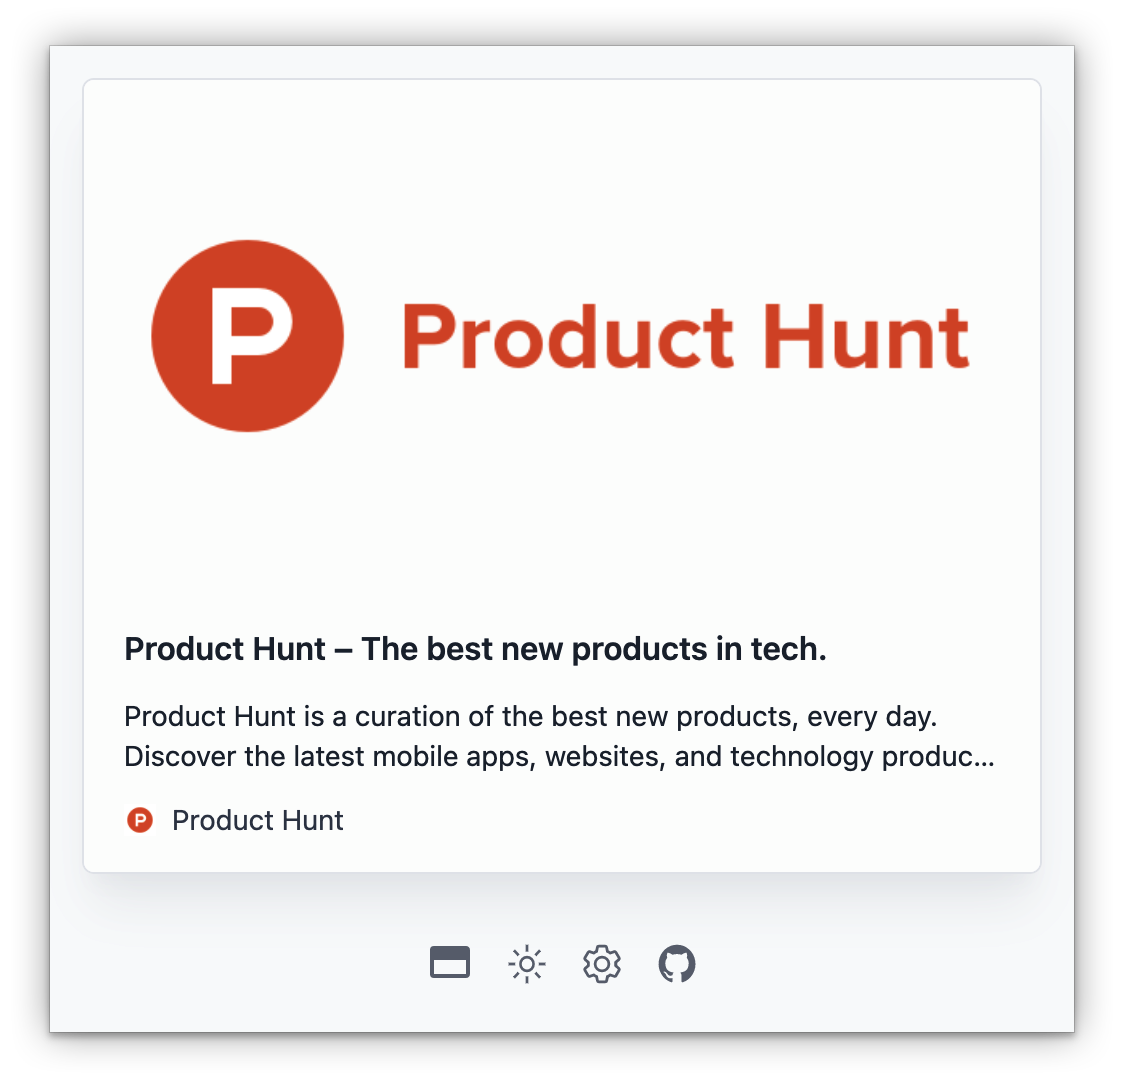 P Product Hunt
Product Hunt – The best new products in tech.
Product Hunt is a curation of the best new products, every day.
Discover the latest mobile apps, websites, and technology produc...
P Product Hunt